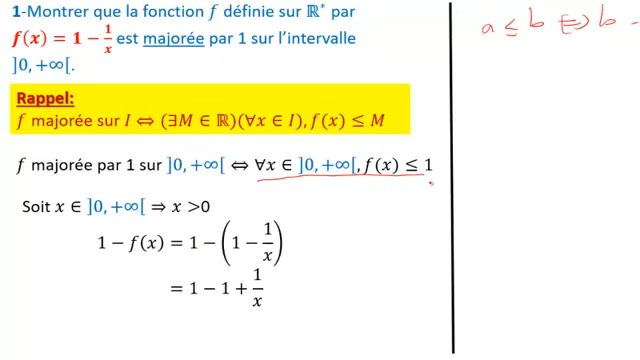 1-Montrer que la fonction f définie sur ℝ* par
f(x) = 1 − 1/x est majorée par 1 sur l'intervalle
]0, +∞[.
Rappel:
f majorée sur I ⇔ (∃M ∈ ℝ)(∀x ∈ I), f(x) ≤ M
f majorée par 1 sur ]0, +∞[ ⇔ ∀x ∈ ]0, +∞[, f(x) ≤ 1
Soit x ∈ ]0, +∞[ ⇒ x >0
1 − f(x) = 1 − (1 − 1/x)
= 1 − 1 + 1/x
a ≤ b ⇔ b -